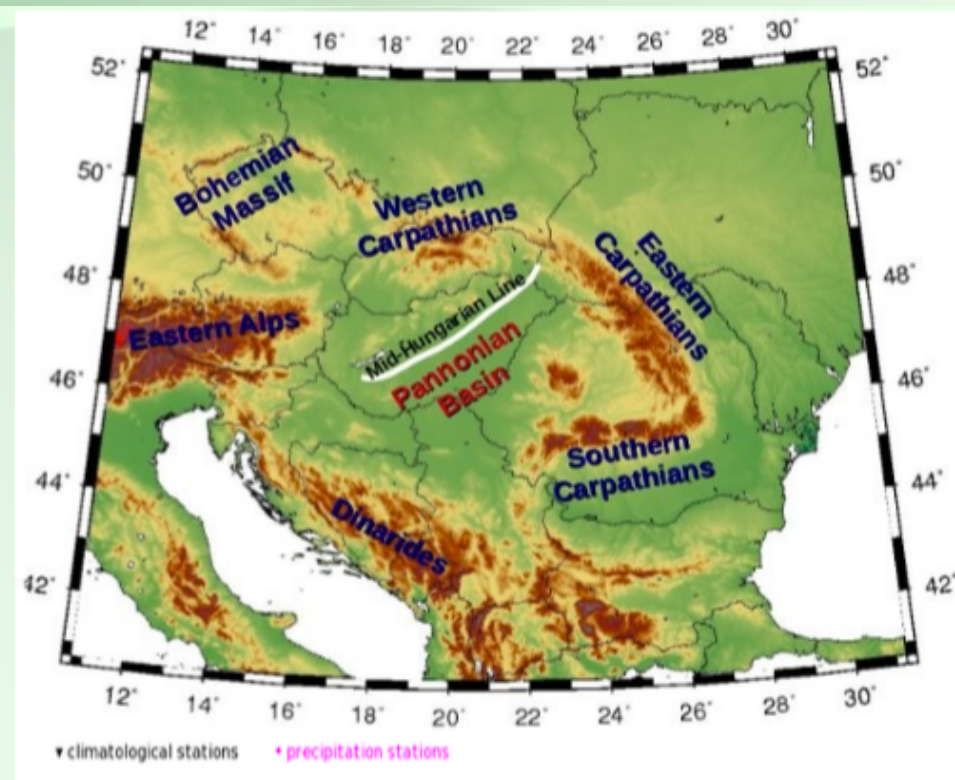 12° 14° 16° 18° 20° 22° 24° 26° 28° 30°
52° 52°
Bohemian
Massif
50° 50°
Western
Carpathians
Eastern
Carpathians
48° 48°
Mid-Hungarian Line
Eastern Alps
Pannonian
Basin
46° 46°
Southern
Carpathians
44° 44°
Dinarides
42° 42°
12° 14° 16° 18° 20° 22° 24° 26° 28° 30°
climatological stations precipitation stations